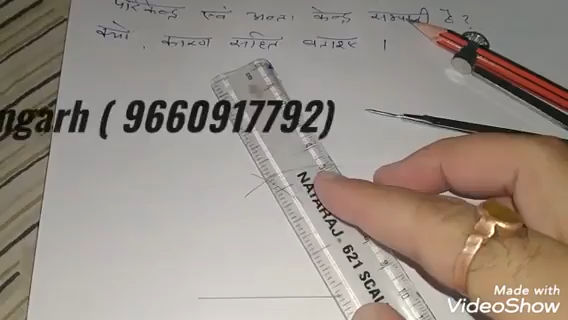 परिकेन्द्र एवं अन्तः केन्द्र सम्पाती है?
क्यों , कारण सहित बताइए ।
ngarh ( 9660917792)
NATARAJ 621 SCAL
Made with
VideoShow